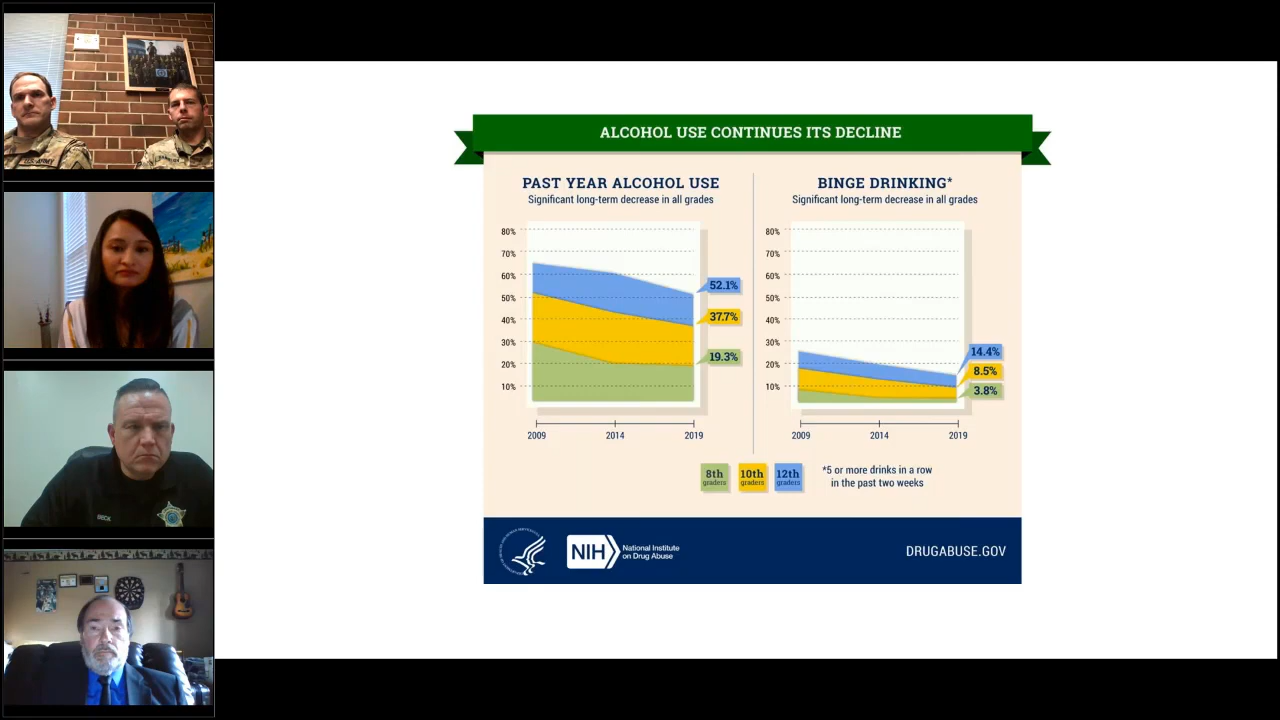 ALCOHOL USE CONTINUES ITS DECLINE
PAST YEAR ALCOHOL USE
Significant long-term decrease in all grades
80%
70%
60%
50%
40%
30%
20%
10%
52.1%
37.7%
19.3%
2009 2014 2019
BINGE DRINKING*
Significant long-term decrease in all grades
80%
70%
60%
50%
40%
30%
20%
10%
14.4%
8.5%
3.8%
2009 2014 2019
8th
graders
10th
graders
12th
graders
*5 or more drinks in a row
in the past two weeks
NIH
National Institute
on Drug Abuse
DRUGABUSE.GOV
U.S. ARMY
BECK